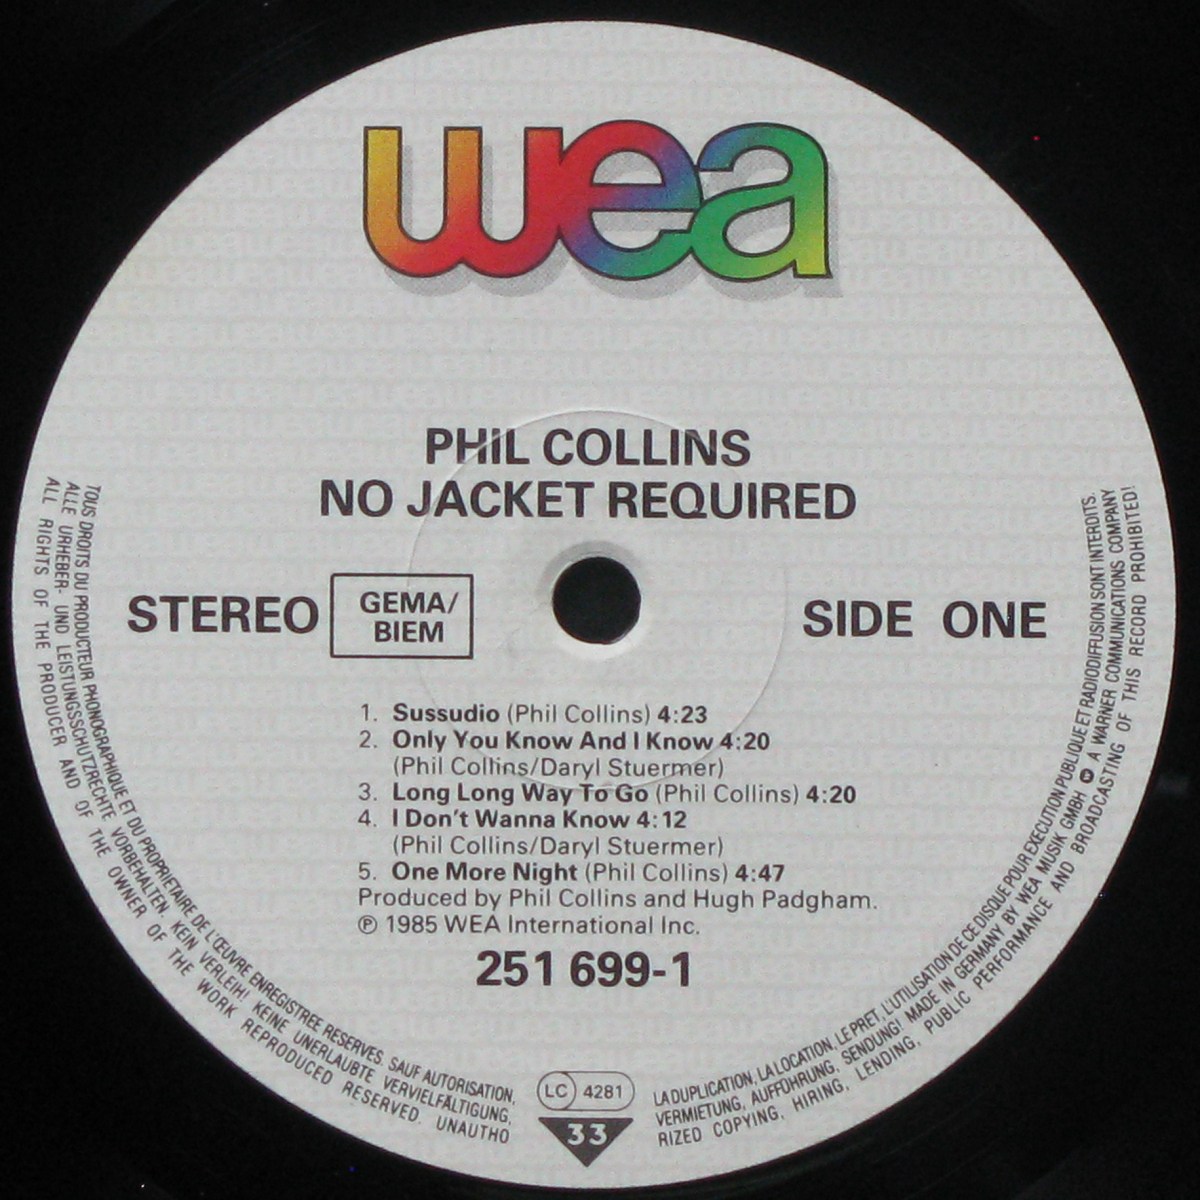 wea
PHIL COLLINS
NO JACKET REQUIRED
STEREO
GEMA/
BIEM
SIDE ONE
1. Sussudio (Phil Collins) 4:23
2. Only You Know And I Know 4:20
(Phil Collins/Daryl Stuermer)
3. Long Long Way To Go (Phil Collins) 4:20
4. I Don't Wanna Know 4:12
(Phil Collins/Daryl Stuermer)
5. One More Night (Phil Collins) 4:47
Produced by Phil Collins and Hugh Padgham.
℗ 1985 WEA International Inc.
251 699-1
LC 4281
33
TOUS DROITS DU PRODUCTEUR PHONOGRAPHIQUE ET DU PROPRIETAIRE DE L'ŒUVRE ENREGISTREE RESERVES. SAUF AUTORISATION, LA DUPLICATION, LA LOCATION, LE PRET, L'UTILISATION DE CE DISQUE POUR EXECUTION PUBLIQUE ET RADIODIFFUSION SONT INTERDITS.
ALLE URHEBER- UND LEISTUNGSSCHUTZRECHTE VORBEHALTEN. KEIN VERLEIH! KEINE UNERLAUBTE VERVIELFÄLTIGUNG, VERMIETUNG, AUFFÜHRUNG, SENDUNG! MADE IN GERMANY BY WEA MUSIK GMBH A WARNER COMMUNICATIONS COMPANY
ALL RIGHTS OF THE PRODUCER AND OF THE OWNER OF THE WORK REPRODUCED RESERVED. UNAUTHORIZED COPYING, HIRING, LENDING, PUBLIC PERFORMANCE AND BROADCASTING OF THIS RECORD PROHIBITED!